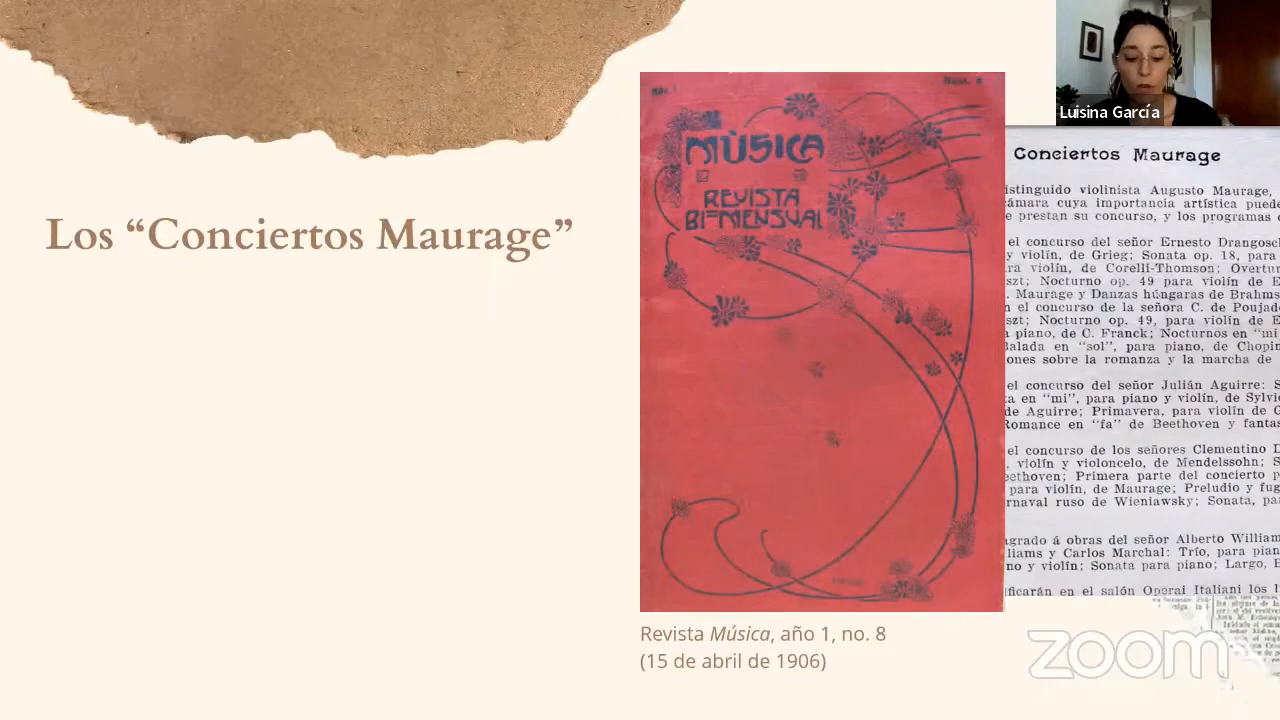 Luisina García
Los “Conciertos Maurage”
MÚSICA
REVISTA
BI=MENSUAL
Revista Música, año 1, no. 8
(15 de abril de 1906)
Conciertos Maurage
istinguido violinista Augusto Maurage,
cámara cuya importancia artística puede
e prestan su concurso, y los programas
el concurso del señor Ernesto Drangosch
y violín, de Grieg; Sonata op. 18, para
ra violín, de Corelli-Thomson; Overtur
szt; Nocturno op. 49 para violín de E
. Maurage y Danzas húngaras de Brahms
n el concurso de la señora C. de Poujade
szt; Nocturno op. 49, para violín de E
a piano, de C. Franck; Nocturnos en “mi
Balada en “sol”, para piano, de Chopin
ones sobre la romanza y la marcha de
el concurso del señor Julián Aguirre: S
ta en “mi”, para piano y violín, de Sylvi
de Aguirre; Primavera, para violín de
Romance en “fa” de Beethoven y fantas
el concurso de los señores Clementino D
, violín y violoncelo, de Mendelssohn; S
eethoven; Primera parte del concierto p
para violín, de Maurage; Preludio y fug
rnaval ruso de Wieniawsky; Sonata, pa
agrado á obras del señor Alberto William
lliams y Carlos Marchal: Trío, para pian
no y violín; Sonata para piano; Largo, E
ificarán en el salón Operai Italiani los
zoom